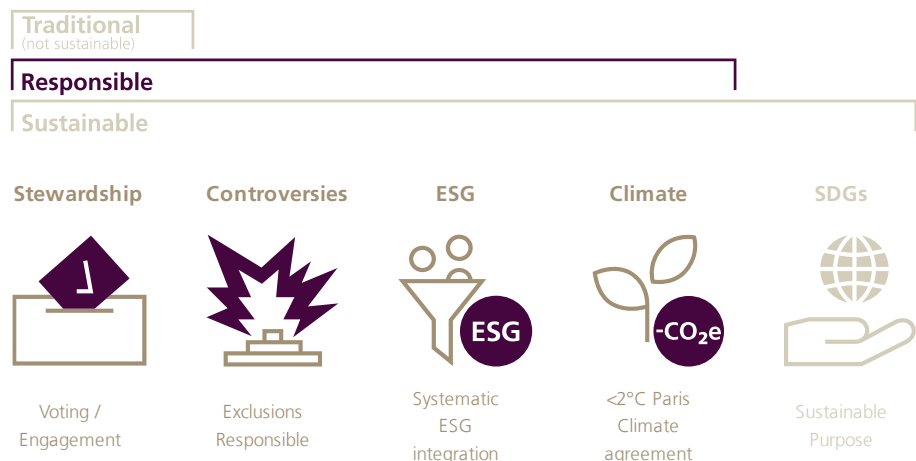 Traditional
(not sustainable)
Responsible
Sustainable
Stewardship
Controversies
ESG
Climate
SDGs
ESG
-CO₂e
Voting /
Engagement
Exclusions
Responsible
Systematic
ESG
integration
<2°C Paris
Climate
agreement
Sustainable
Purpose